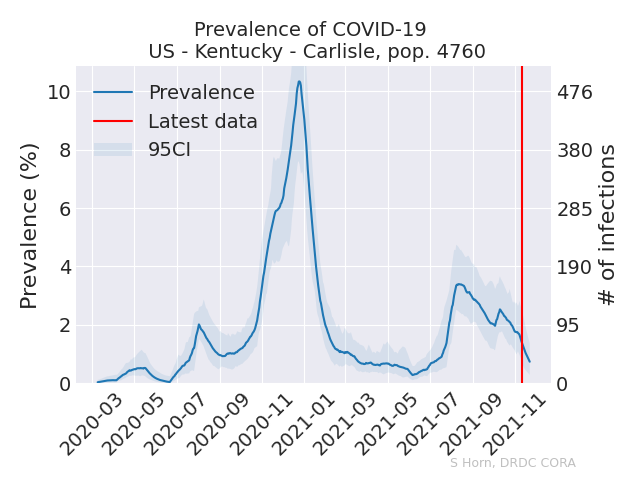 Prevalence of COVID-19
US - Kentucky - Carlisle, pop. 4760
Prevalence
Latest data
95CI
Prevalence (%)
10
8
6
4
2
0
476
380
285
190
95
0
# of infections
2020-03
2020-05
2020-07
2020-09
2020-11
2021-01
2021-03
2021-05
2021-07
2021-09
2021-11
S Horn, DRDC CORA